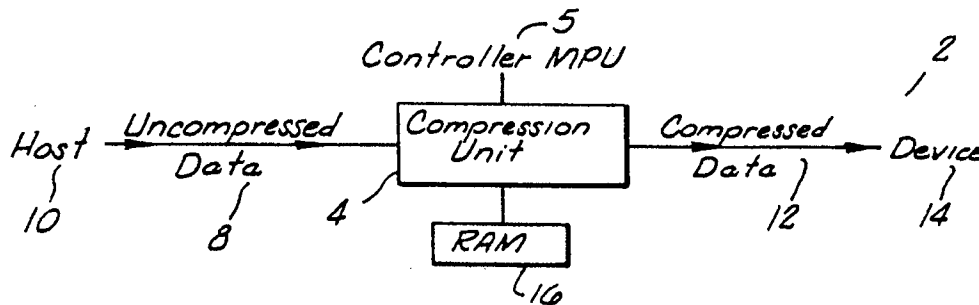 5
Controller MPU
2
Host
Uncompressed
Data
Compression
Unit
Compressed
Data
Device
10
8
4
12
14
RAM
16